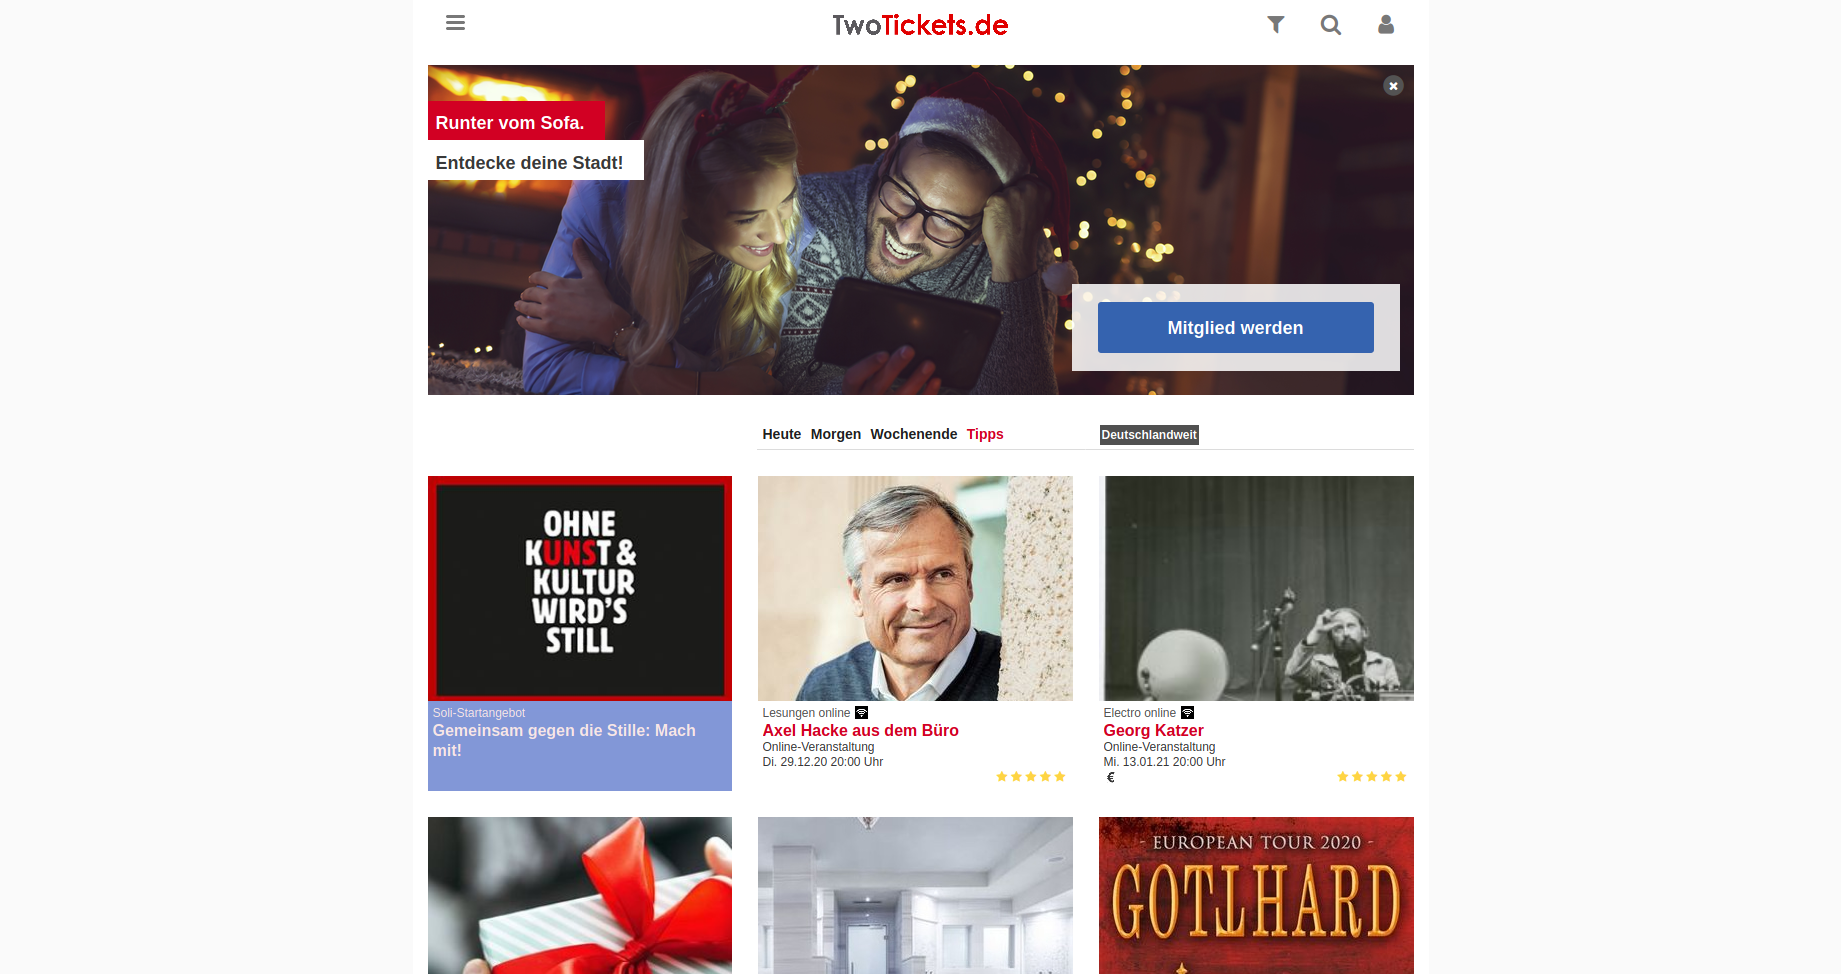 TwoTickets.de
Runter vom Sofa.
Entdecke deine Stadt!
Mitglied werden
Heute Morgen Wochenende Tipps
Deutschlandweit
OHNE
KUNST &
KULTUR
WIRD'S
STILL
Soli-Startangebot
Gemeinsam gegen die Stille: Mach
mit!
Lesungen online
Axel Hacke aus dem Büro
Online-Veranstaltung
Di. 29.12.20 20:00 Uhr
Electro online
Georg Katzer
Online-Veranstaltung
Mi. 13.01.21 20:00 Uhr
€
- EUROPEAN TOUR 2020 -
GOTTHARD